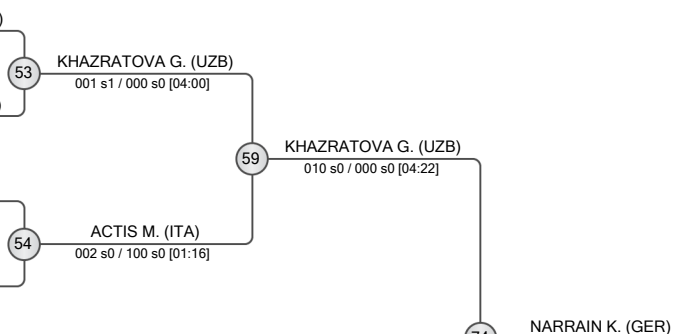 )
53
KHAZRATOVA G. (UZB)
001 s1 / 000 s0 [04:00]
)
59
KHAZRATOVA G. (UZB)
010 s0 / 000 s0 [04:22]
54
ACTIS M. (ITA)
002 s0 / 100 s0 [01:16]
NARRAIN K. (GER)